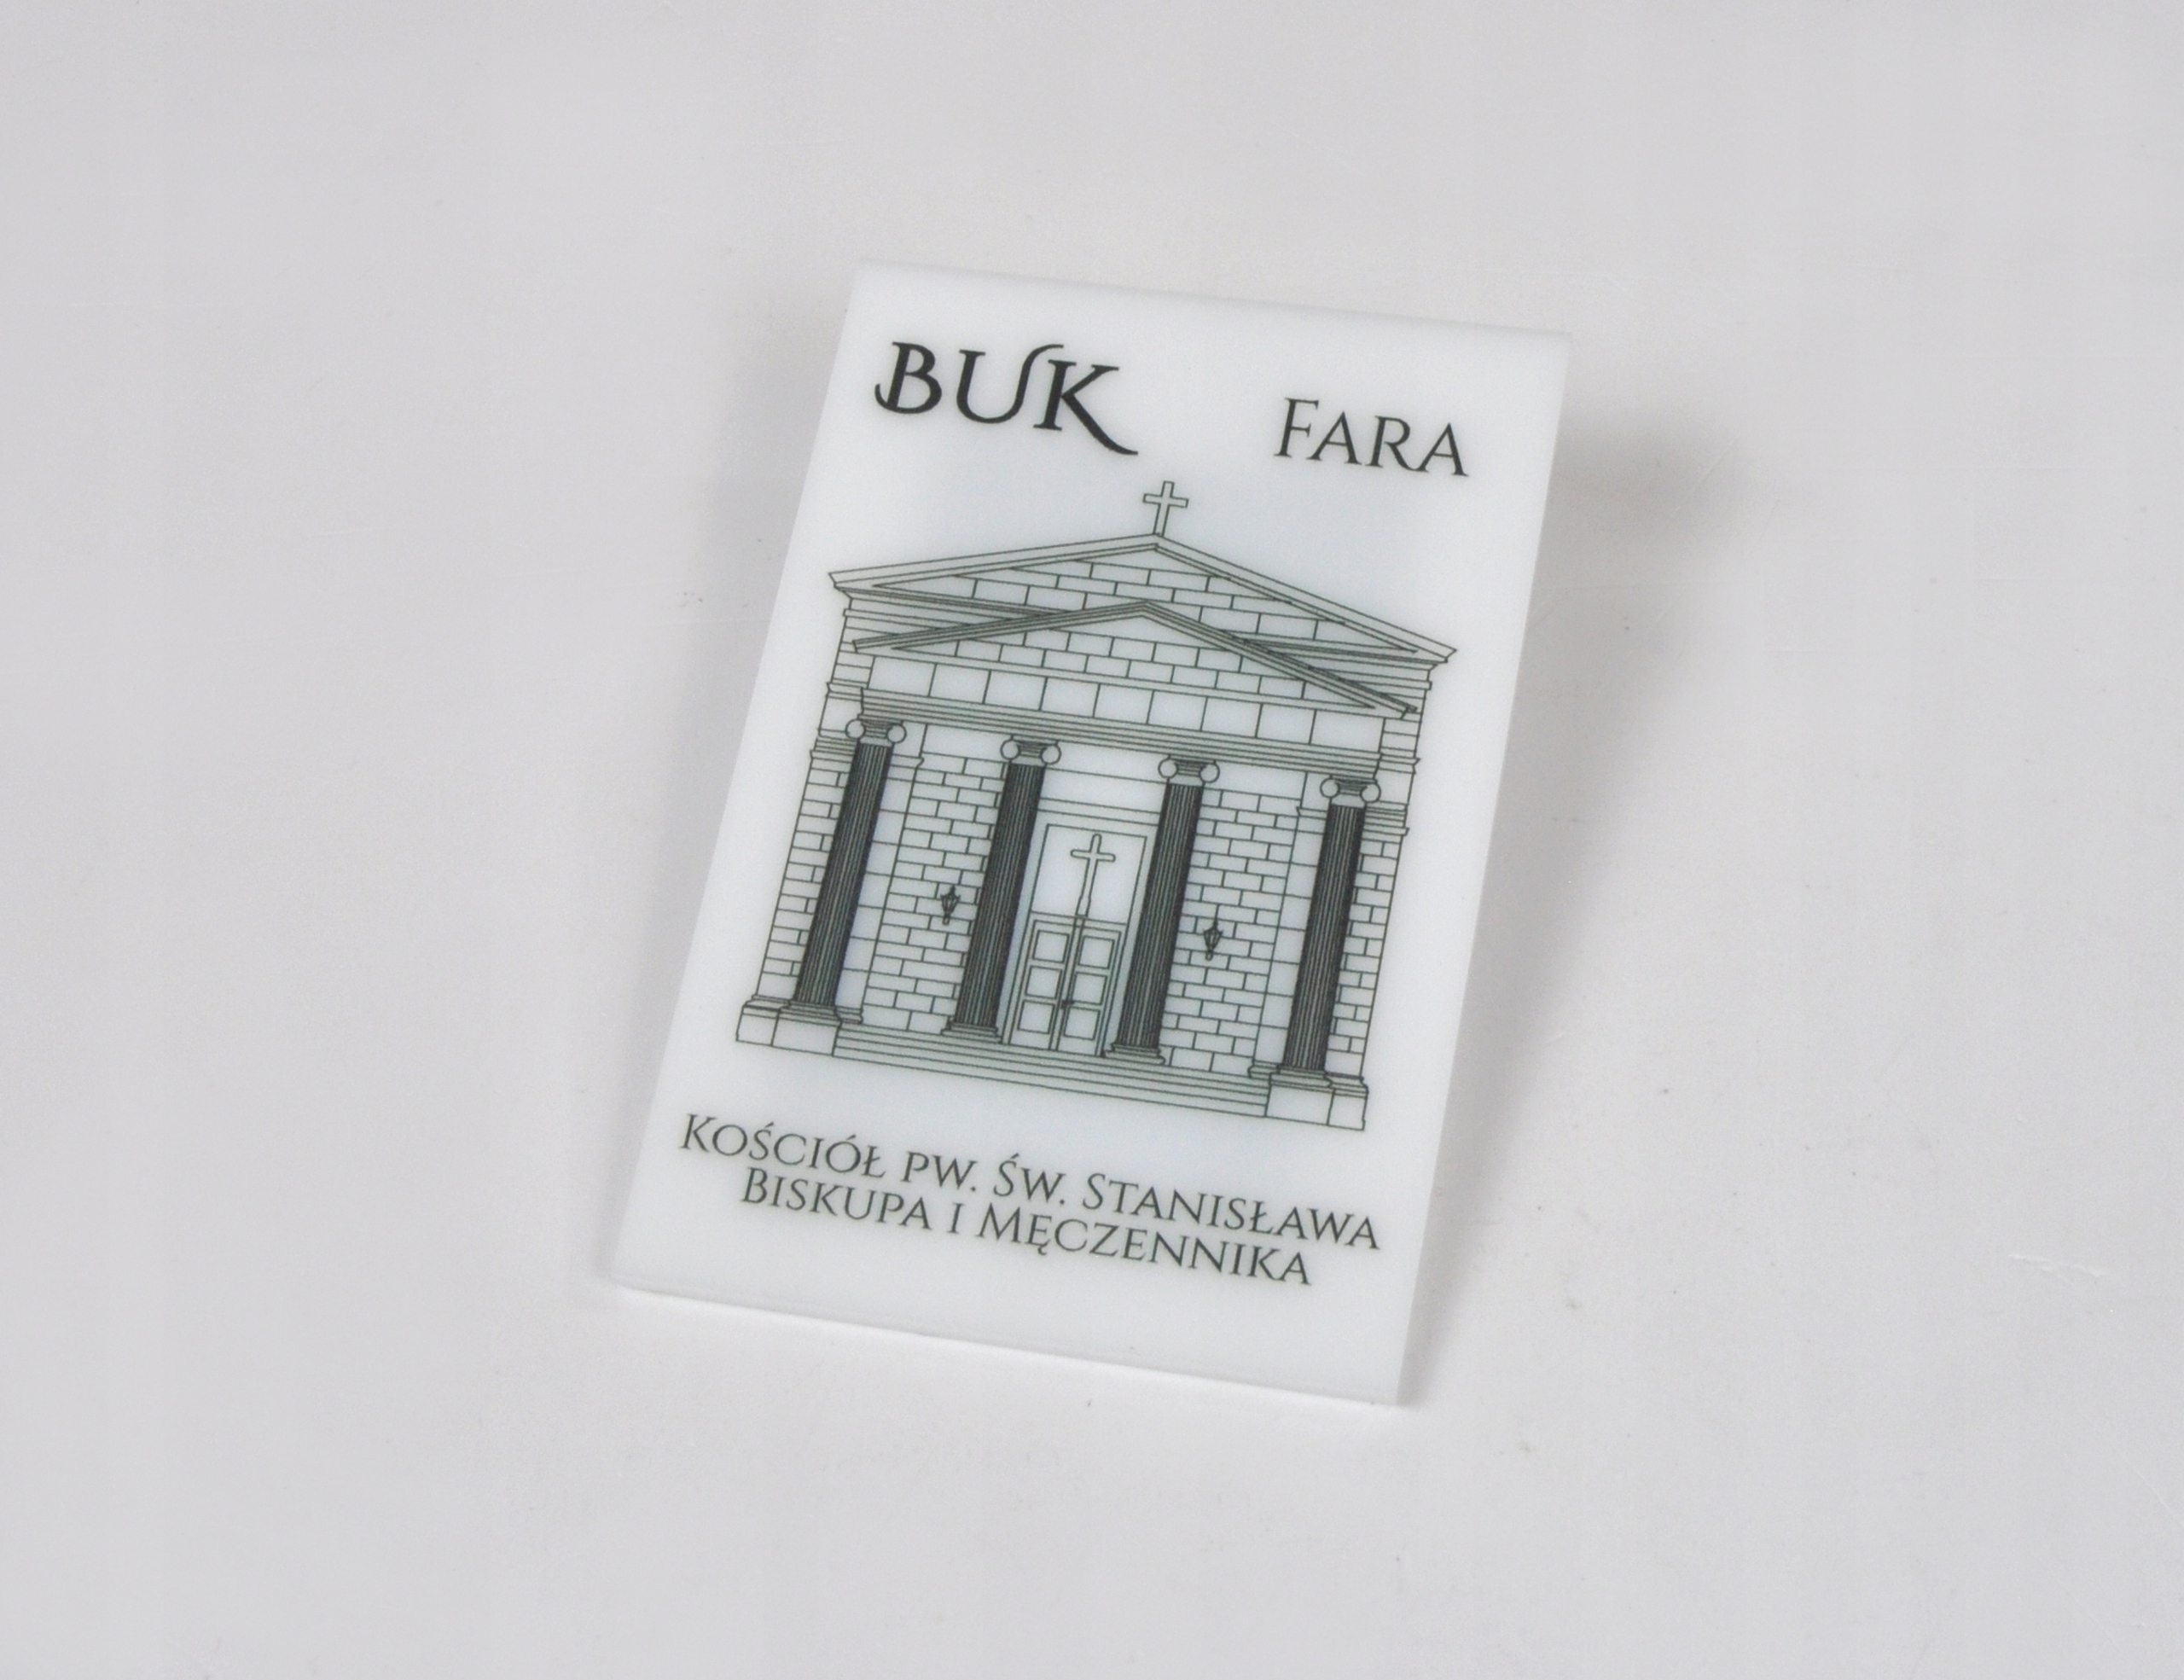 BUK FARA
KOŚCIÓŁ PW. ŚW. STANISŁAWA
BISKUPA I MĘCZENNIKA